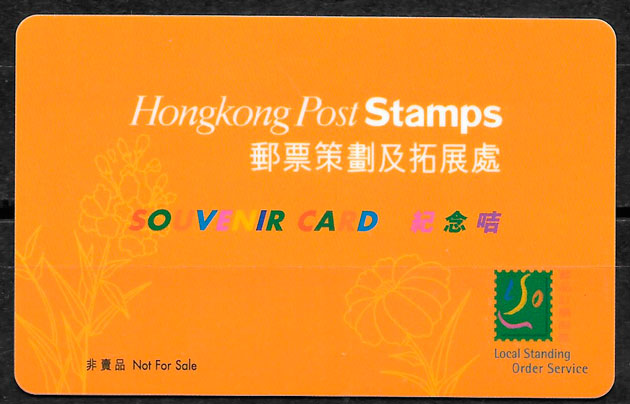 Hongkong Post Stamps
郵票策劃及拓展處
SOUVENIR CARD 紀念咭
LSO
Local Standing
Order Service
非賣品 Not For Sale